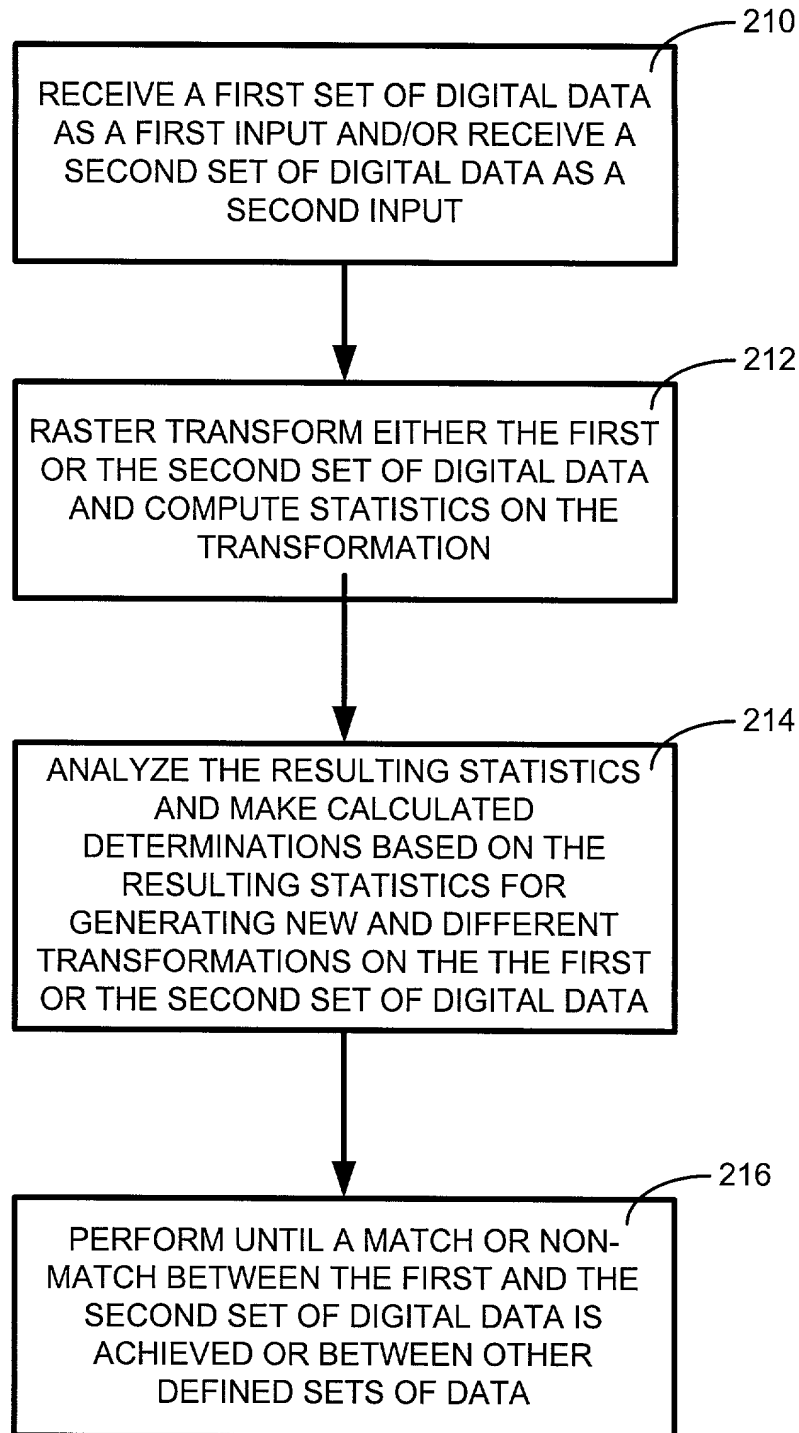 210
RECEIVE A FIRST SET OF DIGITAL DATA
AS A FIRST INPUT AND/OR RECEIVE A
SECOND SET OF DIGITAL DATA AS A
SECOND INPUT
212
RASTER TRANSFORM EITHER THE FIRST
OR THE SECOND SET OF DIGITAL DATA
AND COMPUTE STATISTICS ON THE
TRANSFORMATION
214
ANALYZE THE RESULTING STATISTICS
AND MAKE CALCULATED
DETERMINATIONS BASED ON THE
RESULTING STATISTICS FOR
GENERATING NEW AND DIFFERENT
TRANSFORMATIONS ON THE THE FIRST
OR THE SECOND SET OF DIGITAL DATA
216
PERFORM UNTIL A MATCH OR NON-
MATCH BETWEEN THE FIRST AND THE
SECOND SET OF DIGITAL DATA IS
ACHIEVED OR BETWEEN OTHER
DEFINED SETS OF DATA